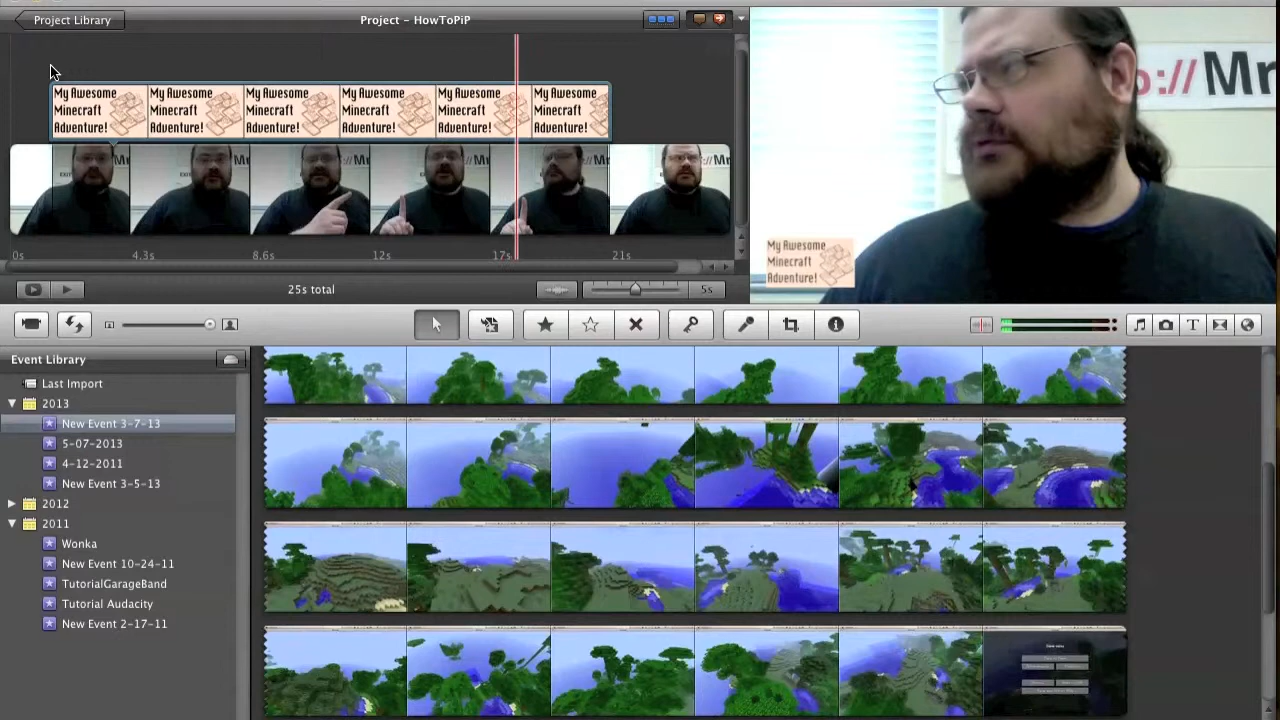 Project Library
Project - HowToPiP
My Awesome My Awesome My Awesome My Awesome My Awesome My Awesome
Minecraft Minecraft Minecraft Minecraft Minecraft Minecraft
Adventure! Adventure! Adventure! Adventure! Adventure! Adventure!
0s 4.3s 8.6s 12s 17s 21s
25s total
5s
:// Mr
My Awesome
Minecraft
Adventure!
Event Library
Last Import
2013
New Event 3-7-13
5-07-2013
4-12-2011
New Event 3-5-13
2012
2011
Wonka
New Event 10-24-11
TutorialGarageBand
Tutorial Audacity
New Event 2-17-11